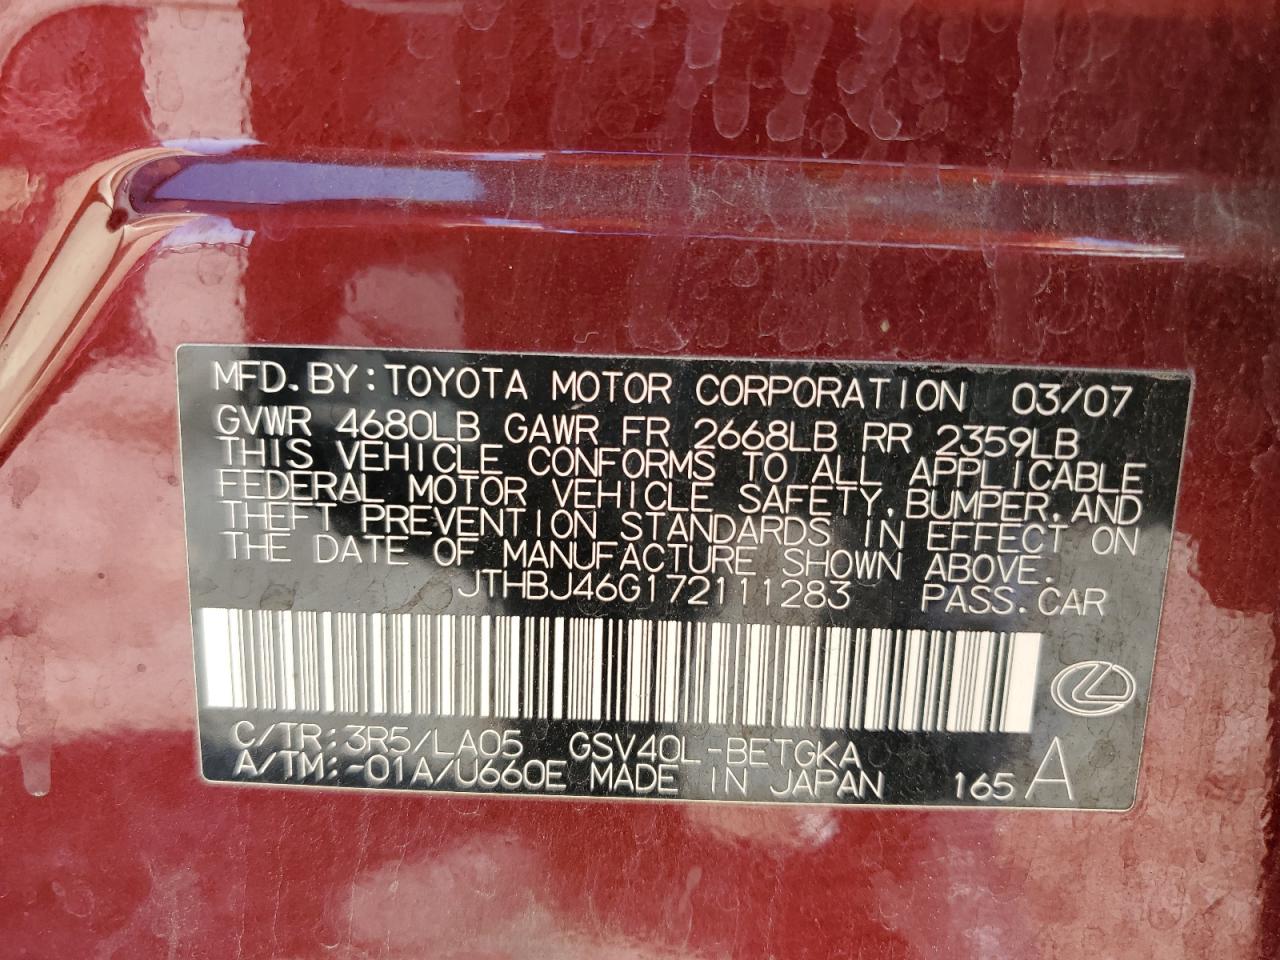 MFD.BY:TOYOTA MOTOR CORPORATION 03/07
GVWR 4680LB GAWR FR 2668LB RR 2359LB
THIS VEHICLE CONFORMS TO ALL APPLICABLE
FEDERAL MOTOR VEHICLE SAFETY,BUMPER,AND
THEFT PREVENTION STANDARDS IN EFFECT ON
THE DATE OF MANUFACTURE SHOWN ABOVE.
JTHBJ46G172111283 PASS.CAR
C/TR:3R5/LA05 GSV40L-BETGKA
A/TM:-01A/U660E MADE IN JAPAN 165 A